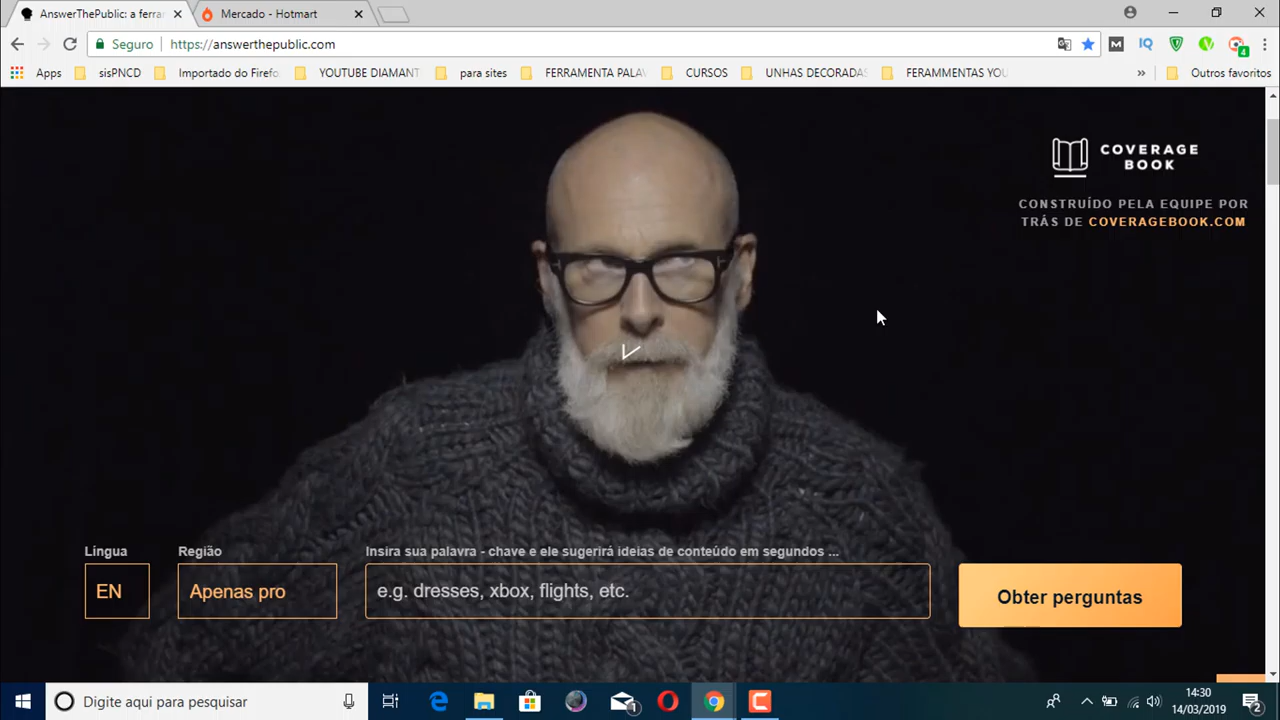 AnswerThePublic: a ferra
Mercado - Hotmart
Seguro
https://answerthepublic.com
Apps
sisPNCD
Importado do Firefo
YOUTUBE DIAMANT
para sites
FERRAMENTA PALA
CURSOS
UNHAS DECORADA
FERAMMENTAS YOU
»
Outros favoritos
COVERAGE
BOOK
CONSTRUÍDO PELA EQUIPE POR
TRÁS DE COVERAGEBOOK.COM
Língua
Região
Insira sua palavra - chave e ele sugerirá ideias de conteúdo em segundos ...
EN
Apenas pro
e.g. dresses, xbox, flights, etc.
Obter perguntas
Digite aqui para pesquisar
14:30
14/03/2019